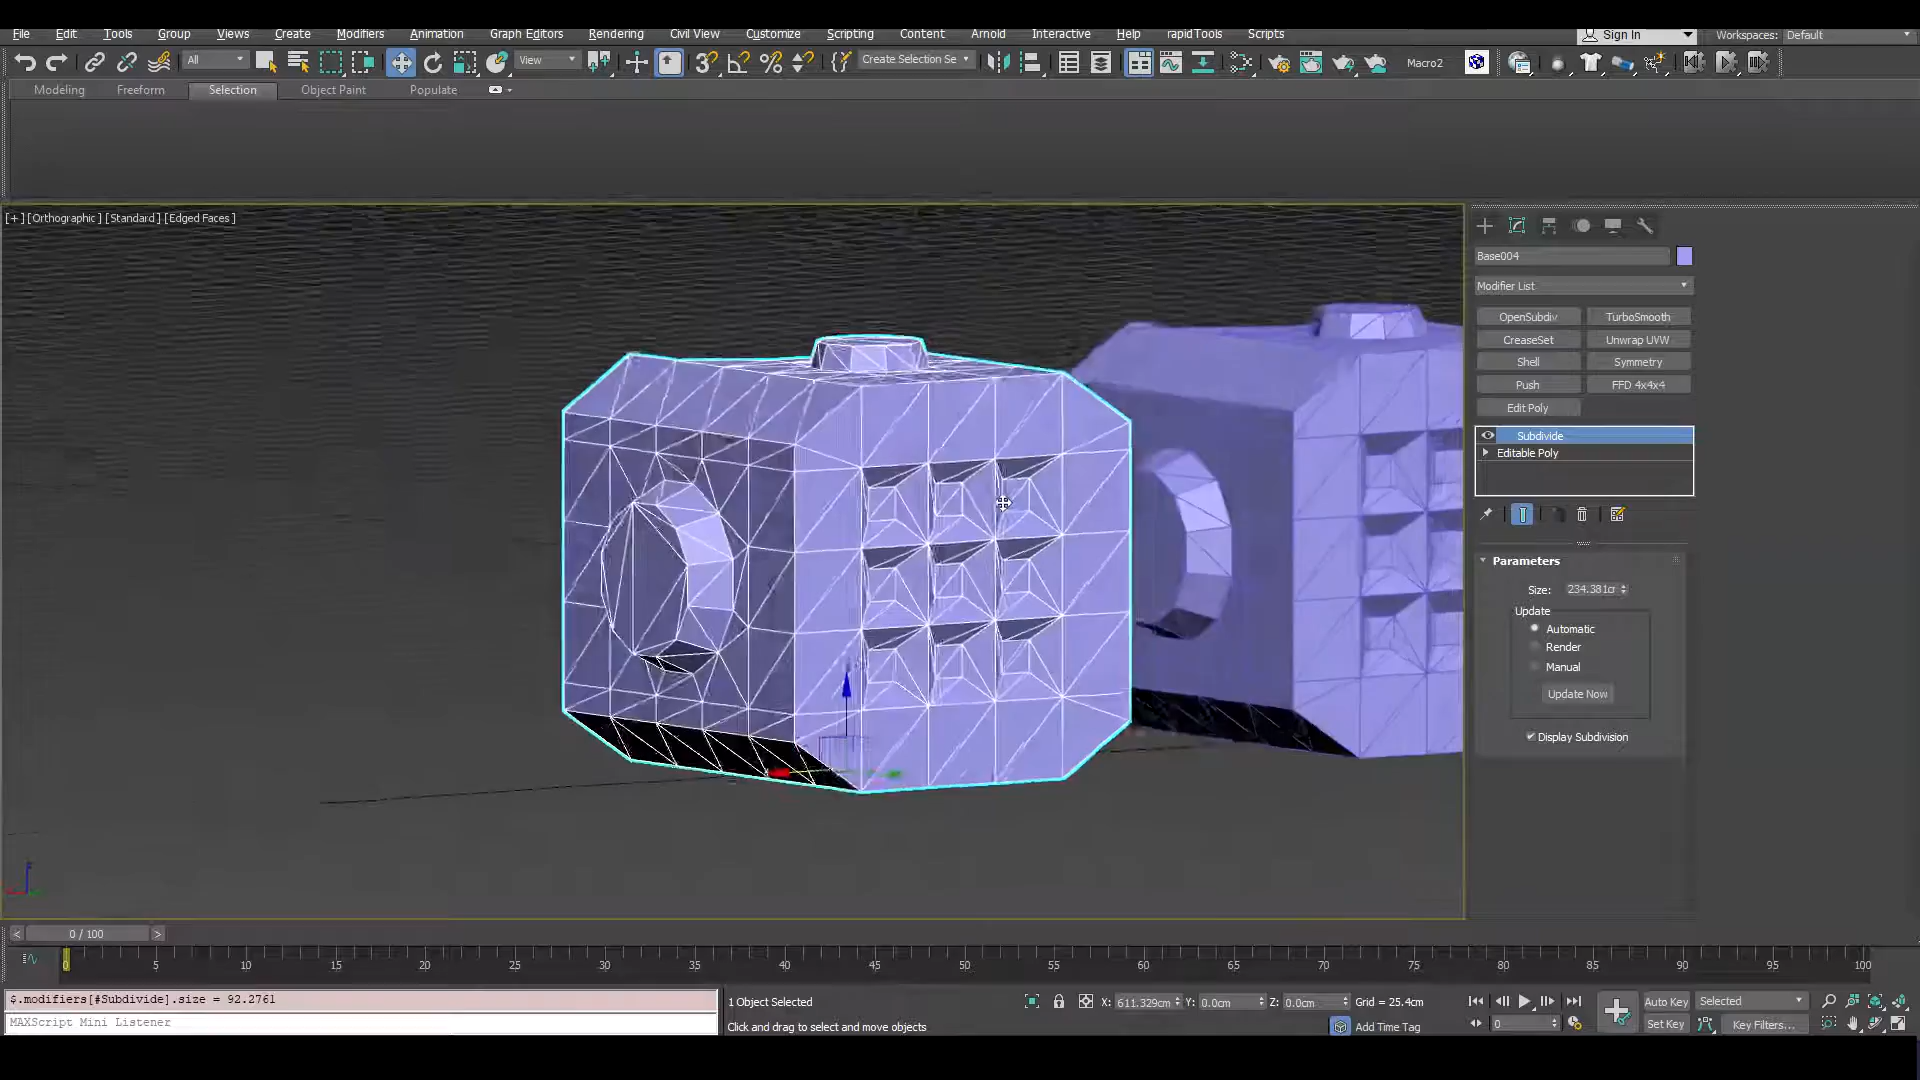 File Edit Tools Group Views Create Modifiers Animation Graph Editors Rendering Civil View Customize Scripting Content Arnold Interactive Help rapidTools Scripts Sign In Workspaces: Default
All View Create Selection Se Macro2
Modeling Freeform Selection Object Paint Populate
[+] [Orthographic] [Standard] [Edged Faces]
Base004
Modifier List
OpenSubdiv TurboSmooth
CreaseSet Unwrap UVW
Shell Symmetry
Push FFD 4x4x4
Edit Poly
Subdivide
Editable Poly
Parameters
Size: 234.381cr
Update
Automatic
Render
Manual
Update Now
Display Subdivision
< 0 / 100 >
0 5 10 15 20 25 30 35 40 45 50 55 60 65 70 75 80 85 90 95 100
$.modifiers[#Subdivide].size = 92.2761
MAXScript Mini Listener
1 Object Selected X: 611.329cm Y: 0.0cm Z: 0.0cm Grid = 25.4cm Auto Key Selected
Click and drag to select and move objects Add Time Tag 0 Set Key Key Filters...